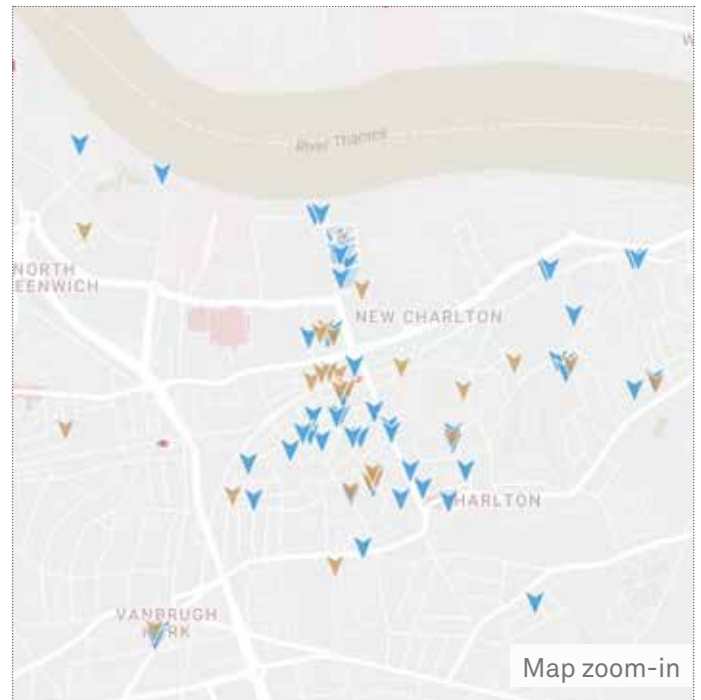 W
River Thames
NORTH
EENWICH
NEW CHARLTON
HARLTON
VANBRUGH
RK
Map zoom-in